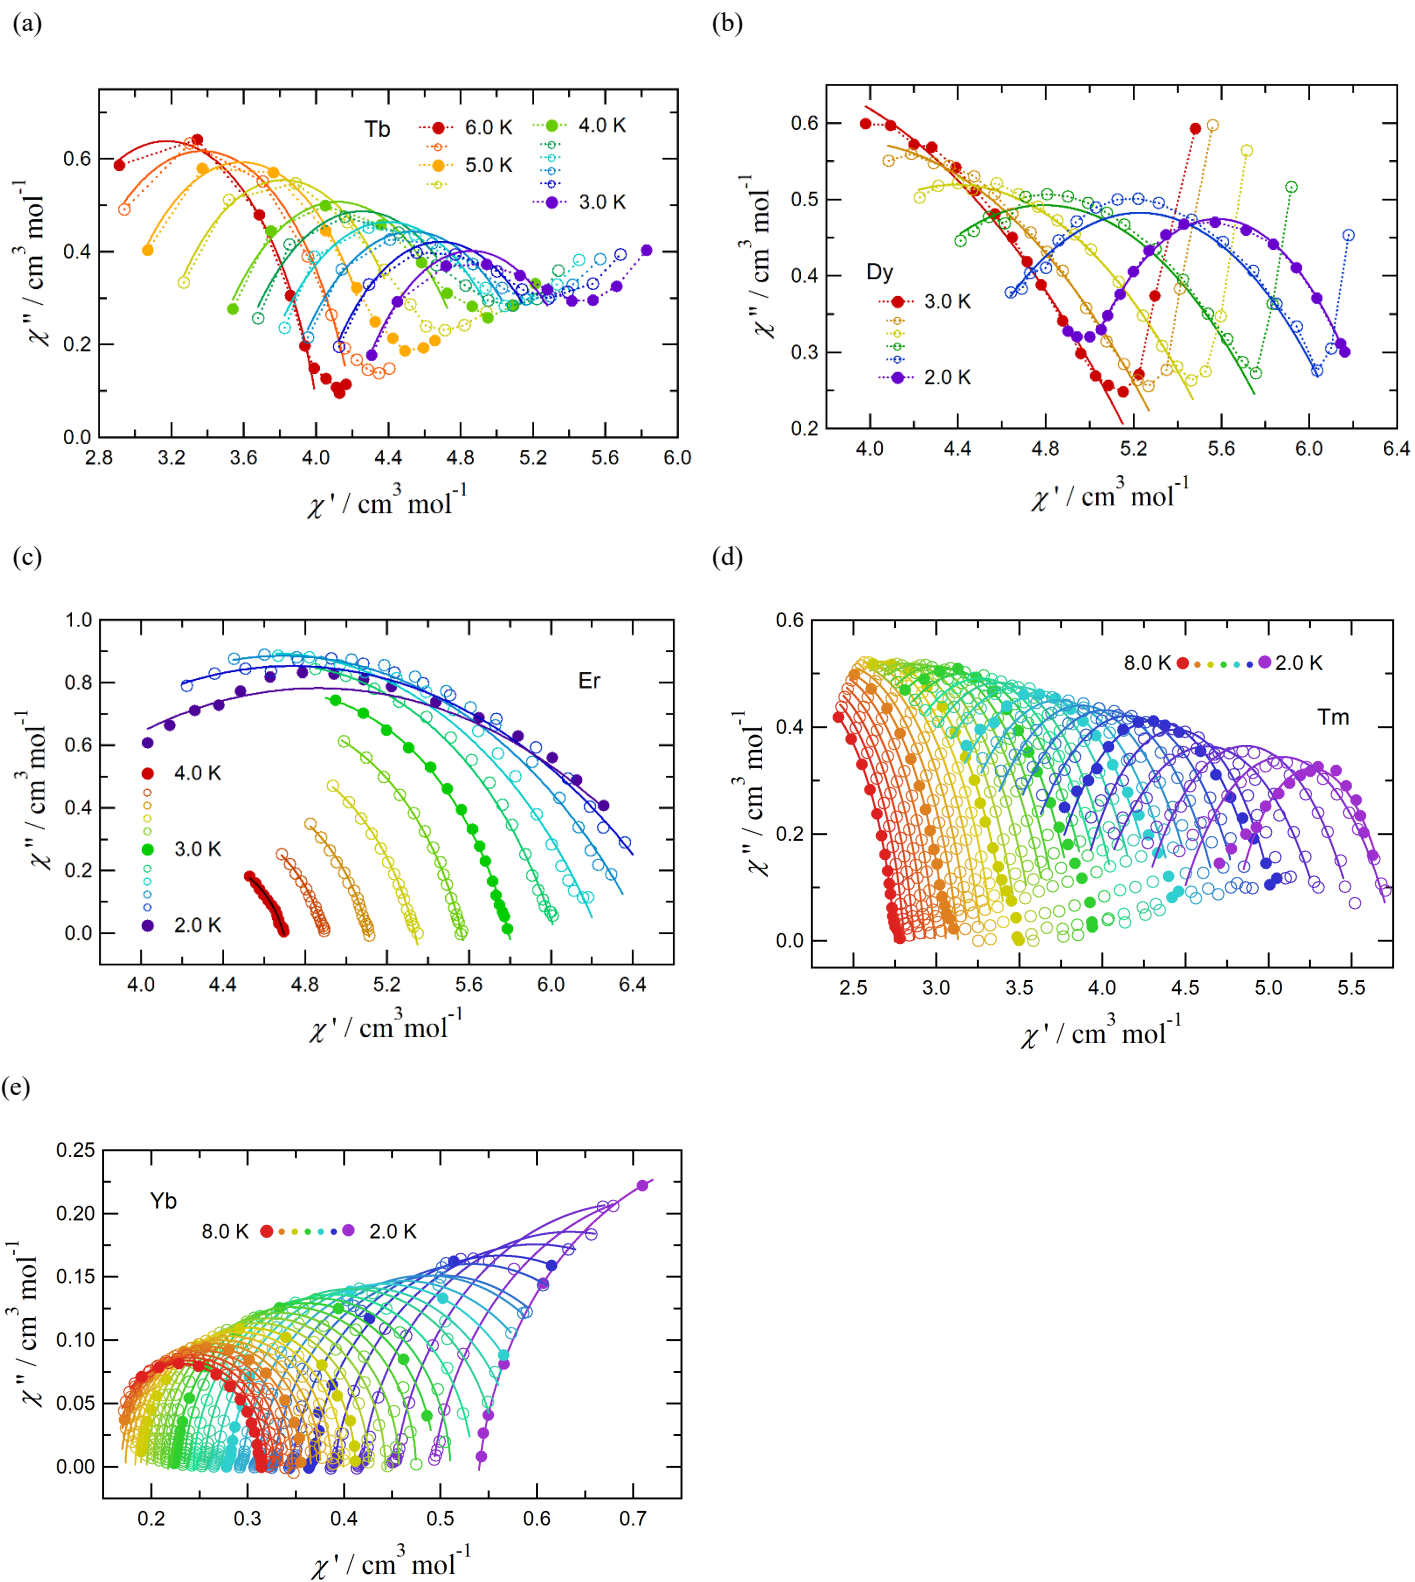 (a)
(b)
Tb
6.0 K
5.0 K
4.0 K
3.0 K
0.6
0.4
0.2
0.0
2.8 3.2 3.6 4.0 4.4 4.8 5.2 5.6 6.0
χ'' / cm³ mol⁻¹
χ' / cm³ mol⁻¹
Dy
3.0 K
2.0 K
0.6
0.5
0.4
0.3
0.2
4.0 4.4 4.8 5.2 5.6 6.0 6.4
χ'' / cm³ mol⁻¹
χ' / cm³ mol⁻¹
(c)
(d)
Er
4.0 K
3.0 K
2.0 K
1.0
0.8
0.6
0.4
0.2
0.0
4.0 4.4 4.8 5.2 5.6 6.0 6.4
χ'' / cm³ mol⁻¹
χ' / cm³ mol⁻¹
8.0 K 2.0 K
Tm
0.6
0.4
0.2
0.0
2.5 3.0 3.5 4.0 4.5 5.0 5.5
χ'' / cm³ mol⁻¹
χ' / cm³ mol⁻¹
(e)
Yb
8.0 K 2.0 K
0.25
0.20
0.15
0.10
0.05
0.00
0.2 0.3 0.4 0.5 0.6 0.7
χ'' / cm³ mol⁻¹
χ' / cm³ mol⁻¹